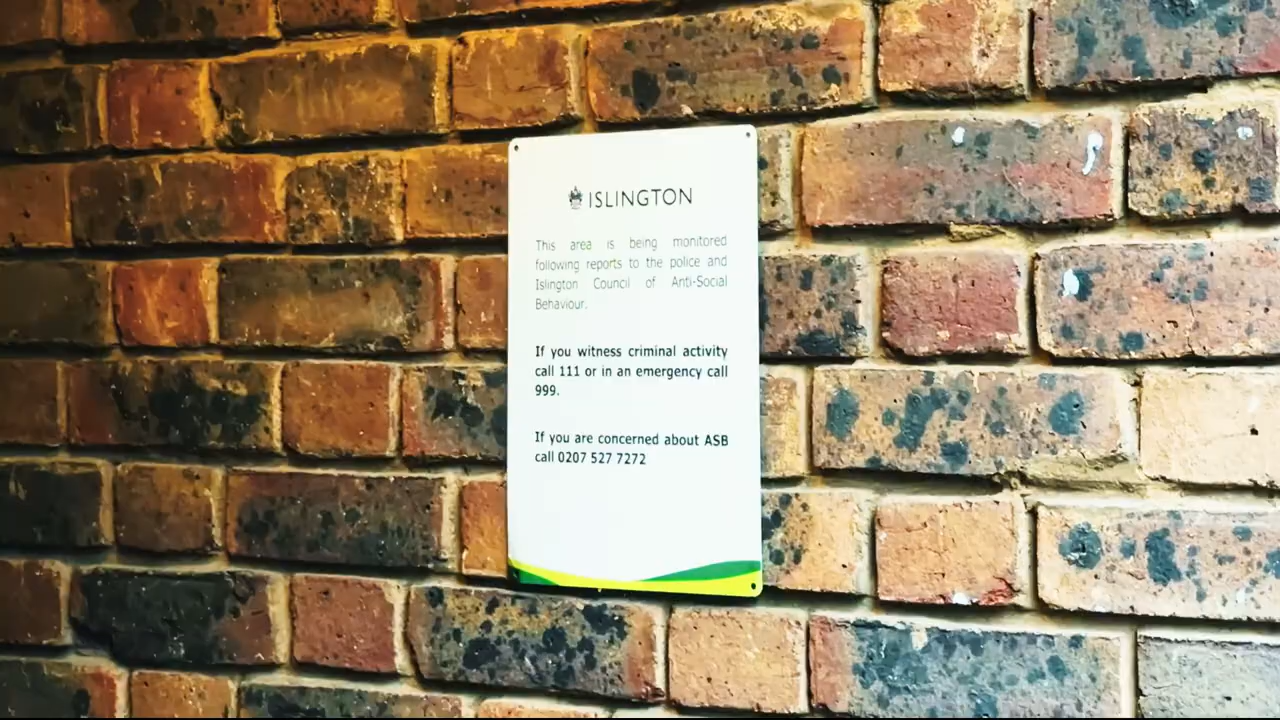 ISLINGTON
This area is being monitored
following reports to the police and
Islington Council of Anti-Social
Behaviour.
If you witness criminal activity
call 111 or in an emergency call
999.
If you are concerned about ASB
call 0207 527 7272